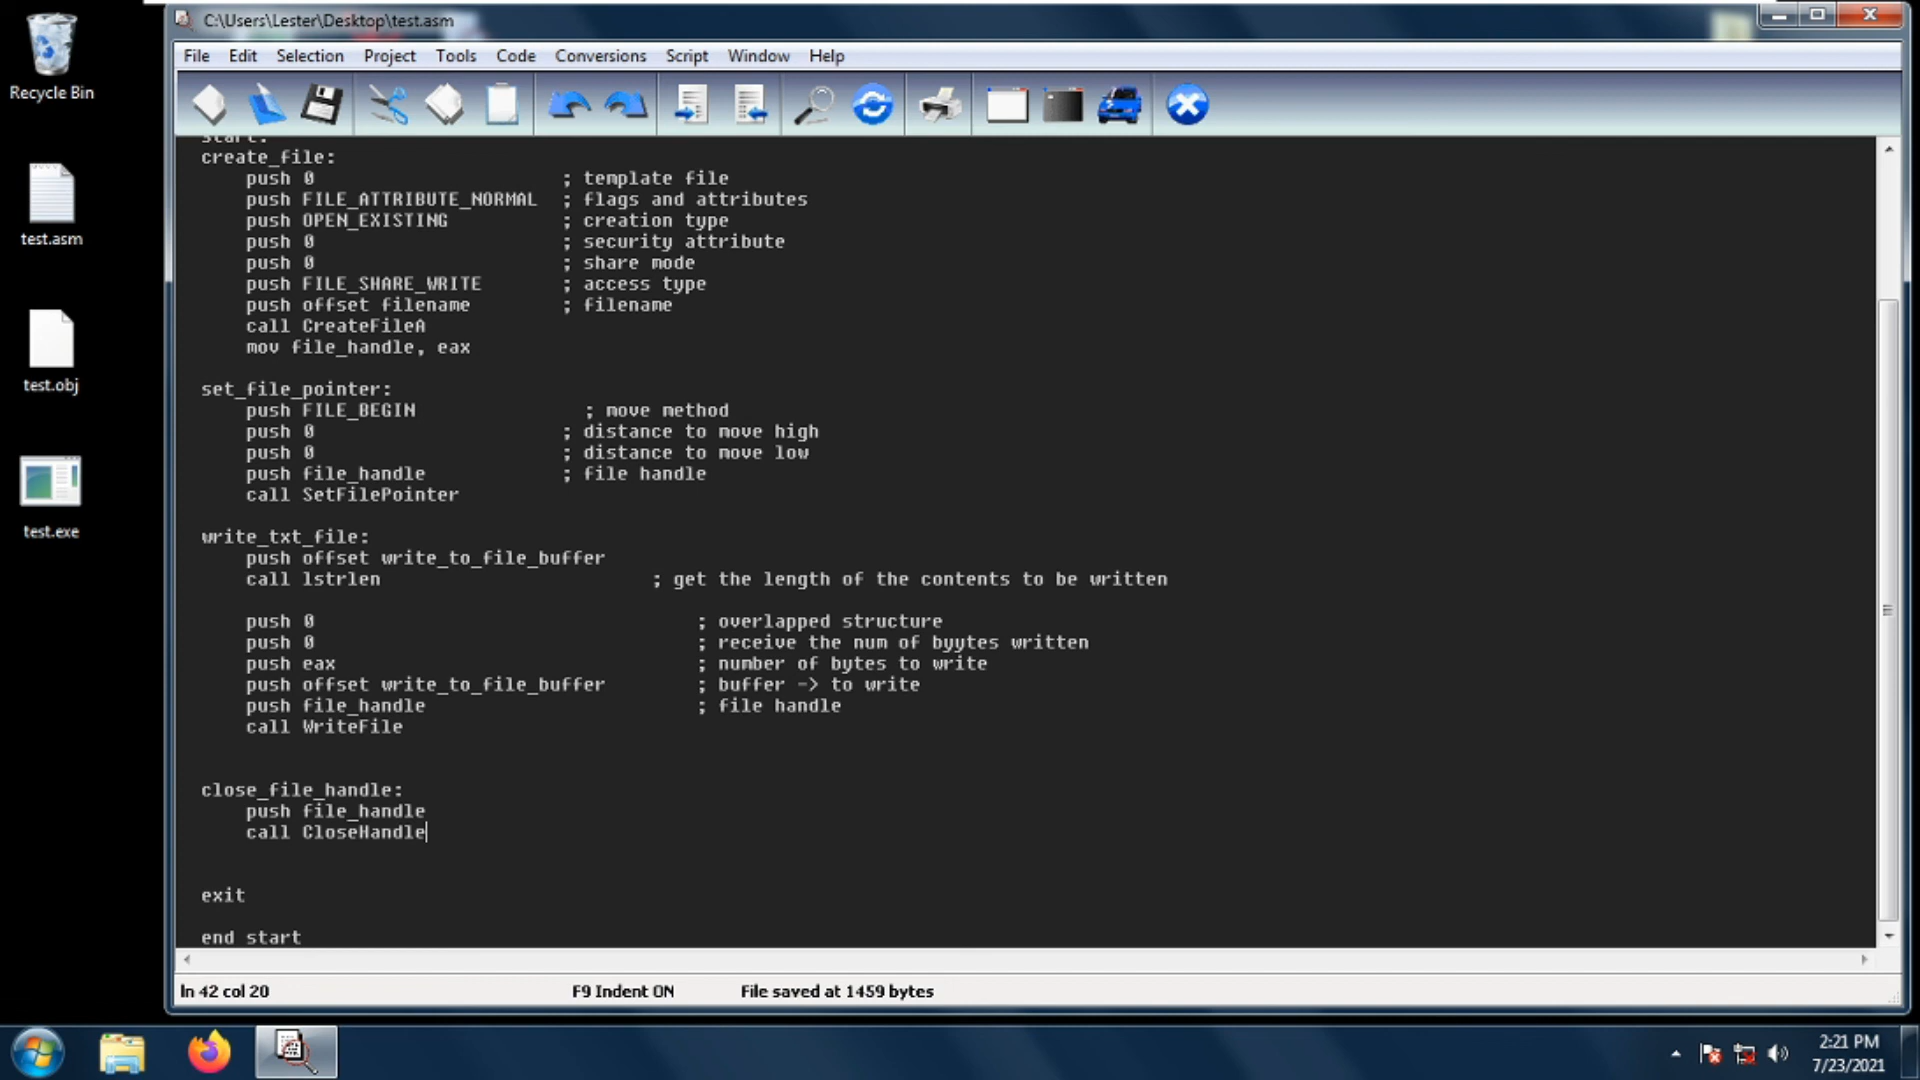 C:\Users\Lester\Desktop\test.asm
File Edit Selection Project Tools Code Conversions Script Window Help
Recycle Bin
test.asm
test.obj
test.exe
start:
create_file:
push 0 ; template file
push FILE_ATTRIBUTE_NORMAL ; flags and attributes
push OPEN_EXISTING ; creation type
push 0 ; security attribute
push 0 ; share mode
push FILE_SHARE_WRITE ; access type
push offset filename ; filename
call CreateFileA
mov file_handle, eax
set_file_pointer:
push FILE_BEGIN ; move method
push 0 ; distance to move high
push 0 ; distance to move low
push file_handle ; file handle
call SetFilePointer
write_txt_file:
push offset write_to_file_buffer
call lstrlen ; get the length of the contents to be written
push 0 ; overlapped structure
push 0 ; receive the num of byytes written
push eax ; number of bytes to write
push offset write_to_file_buffer ; buffer -> to write
push file_handle ; file handle
call WriteFile
close_file_handle:
push file_handle
call CloseHandle
exit
end start
ln 42 col 20 F9 Indent ON File saved at 1459 bytes
2:21 PM
7/23/2021